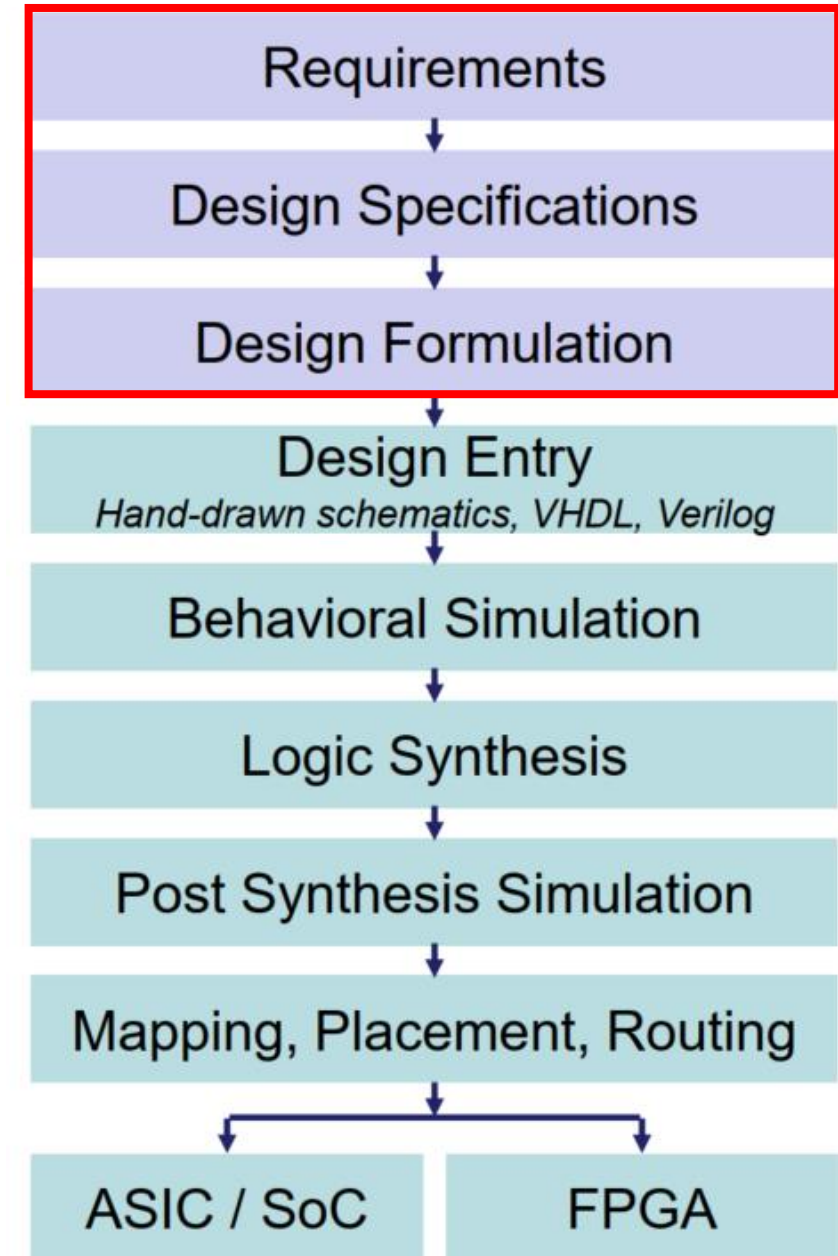 Requirements
Design Specifications
Design Formulation
Design Entry
Hand-drawn schematics, VHDL, Verilog
Behavioral Simulation
Logic Synthesis
Post Synthesis Simulation
Mapping, Placement, Routing
ASIC / SoC
FPGA